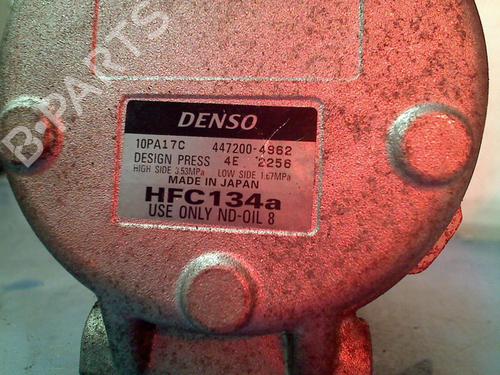 B-PARTS
DENSO
10PA17C 447200-4962
DESIGN PRESS 4E 2256
HIGH SIDE 3.53MPa LOW SIDE 1.67MPa
MADE IN JAPAN
HFC134a
USE ONLY ND-OIL 8